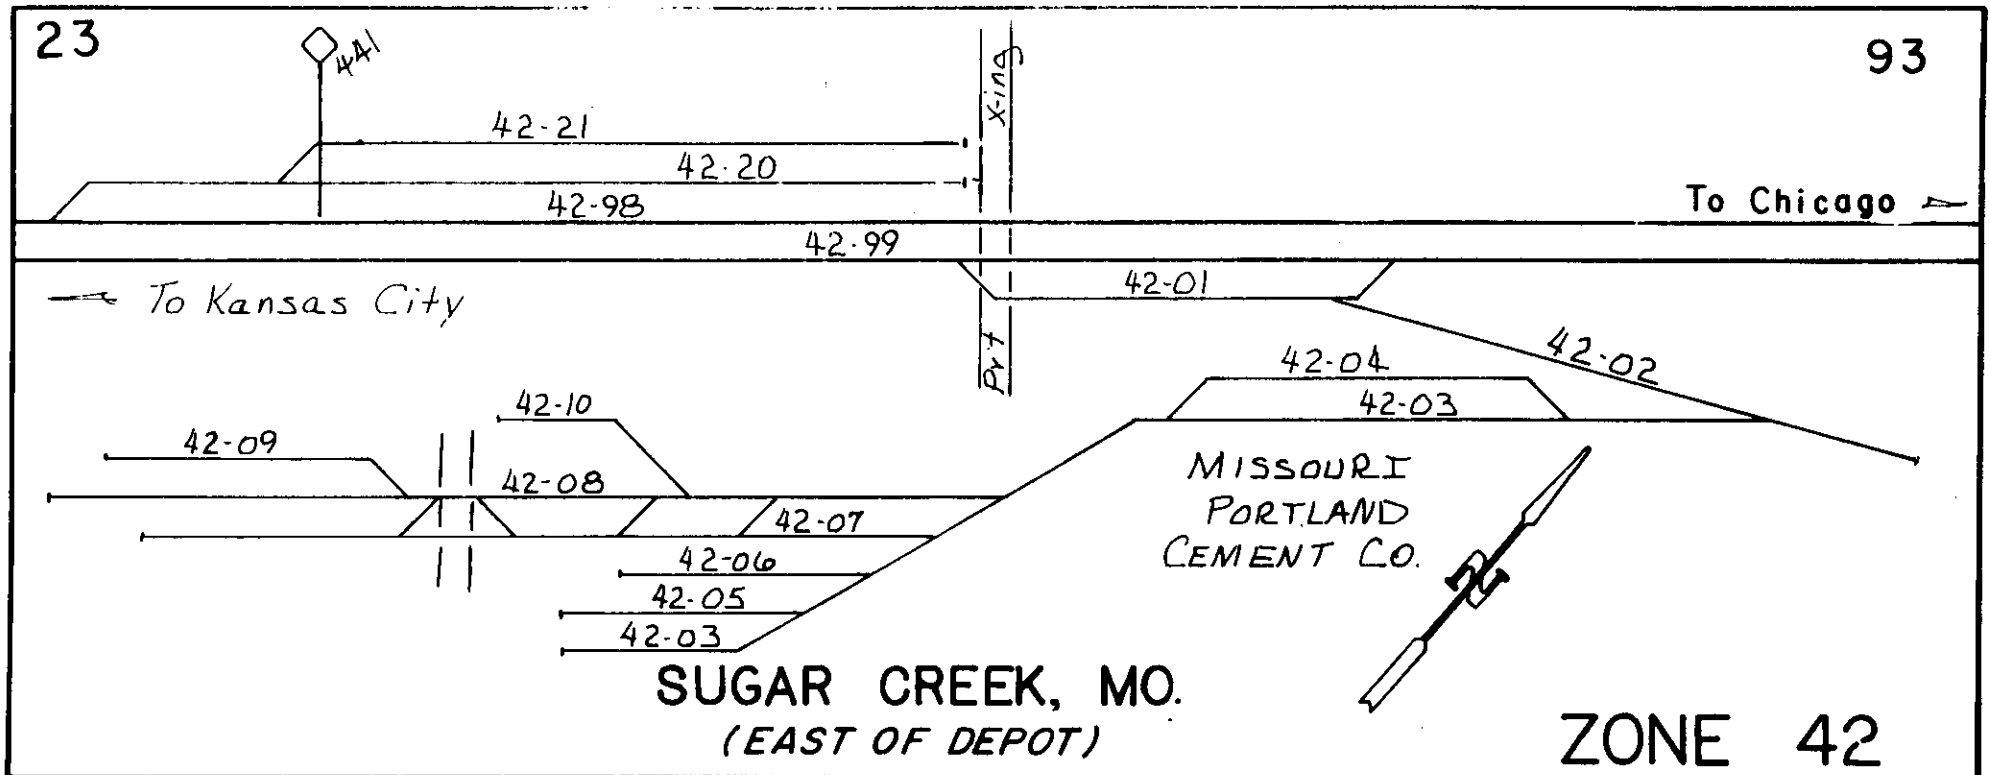 23
93
441
X-ing
42-21
42-20
42-98
To Chicago
42-99
To Kansas City
42-01
Prt
42-02
42-04
42-03
42-10
42-09
42-08
42-07
42-06
42-05
42-03
MISSOURI
PORTLAND
CEMENT CO.
N
SUGAR CREEK, MO.
(EAST OF DEPOT)
ZONE 42